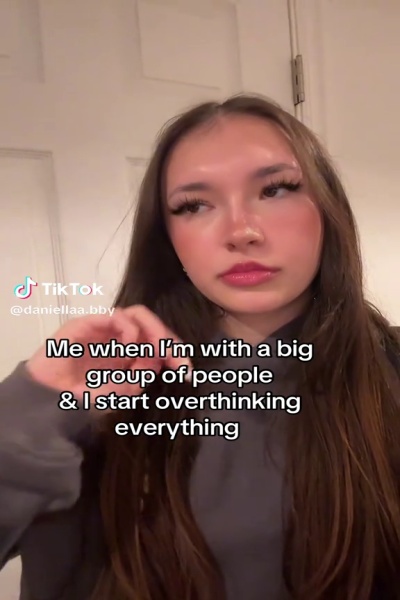 TikTok
@daniellaa.bby
Me when I'm with a big
group of people
& I start overthinking
everything